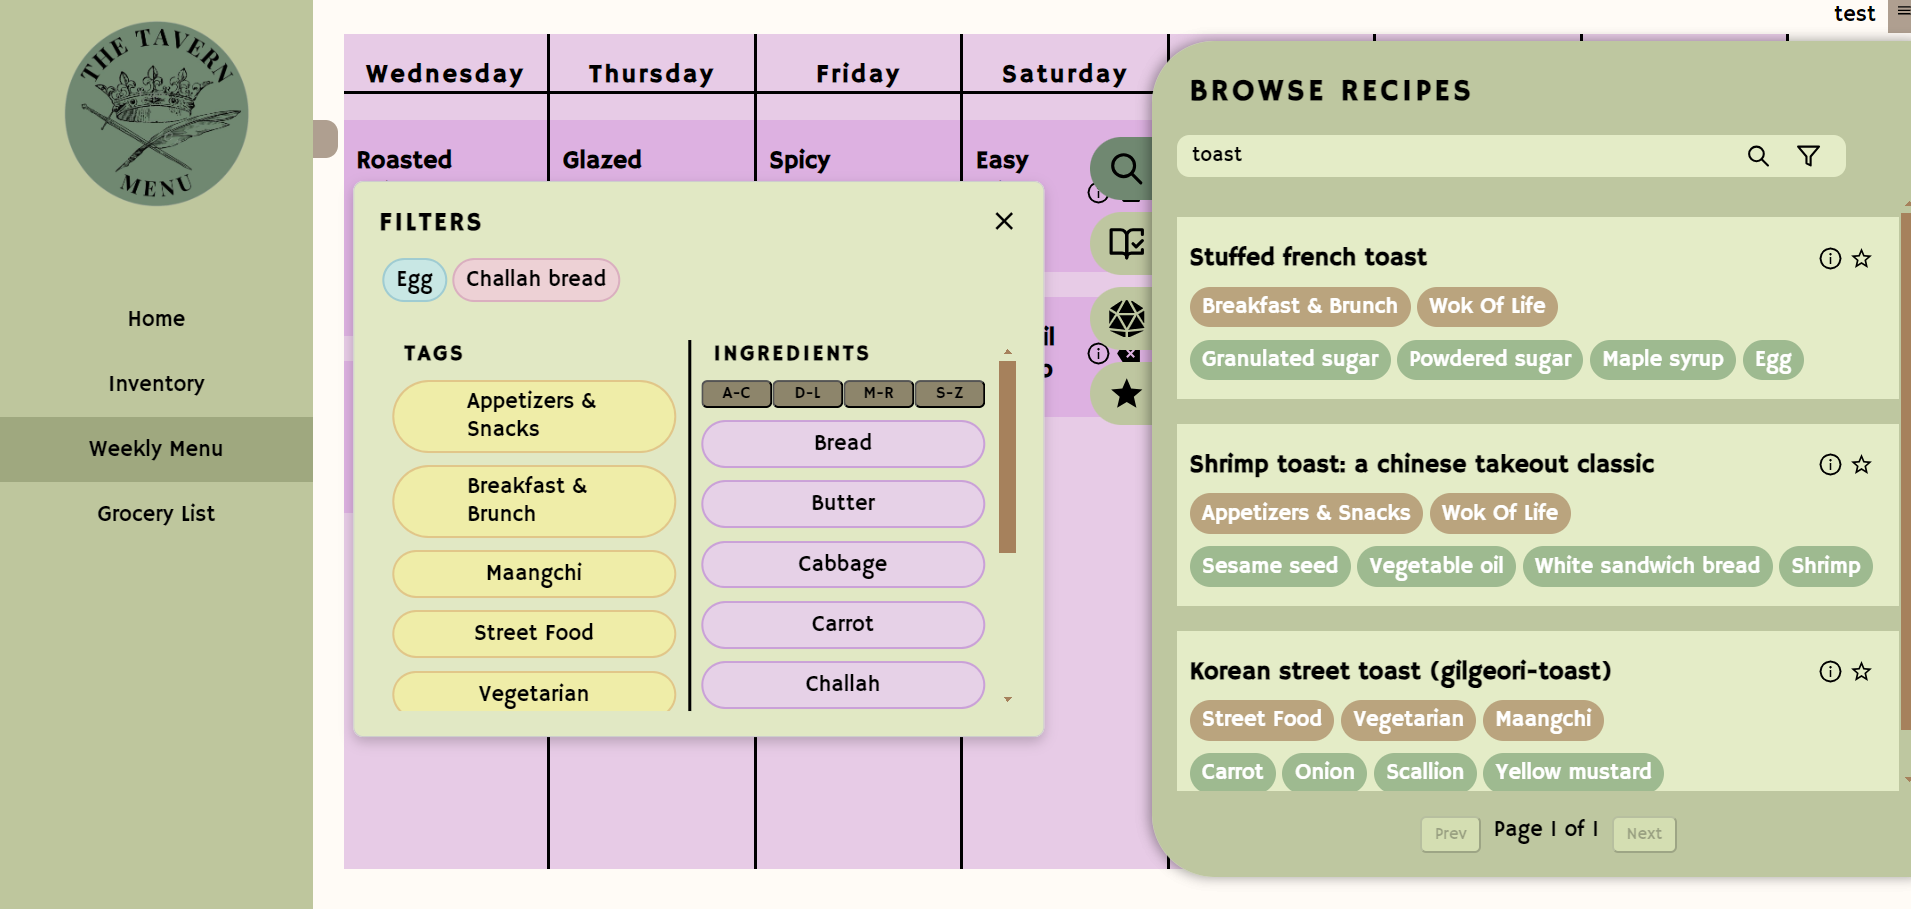 THE TAVERN
MENU
Home
Inventory
Weekly Menu
Grocery List
test
Wednesday
Thursday
Friday
Saturday
Roasted
Glazed
Spicy
Easy
FILTERS
Egg
Challah bread
TAGS
Appetizers &
Snacks
Breakfast &
Brunch
Maangchi
Street Food
Vegetarian
INGREDIENTS
A-C D-L M-R S-Z
Bread
Butter
Cabbage
Carrot
Challah
BROWSE RECIPES
toast
Stuffed french toast
Breakfast & Brunch Wok Of Life
Granulated sugar Powdered sugar Maple syrup Egg
Shrimp toast: a chinese takeout classic
Appetizers & Snacks Wok Of Life
Sesame seed Vegetable oil White sandwich bread Shrimp
Korean street toast (gilgeori-toast)
Street Food Vegetarian Maangchi
Carrot Onion Scallion Yellow mustard
Prev Page 1 of 1 Next